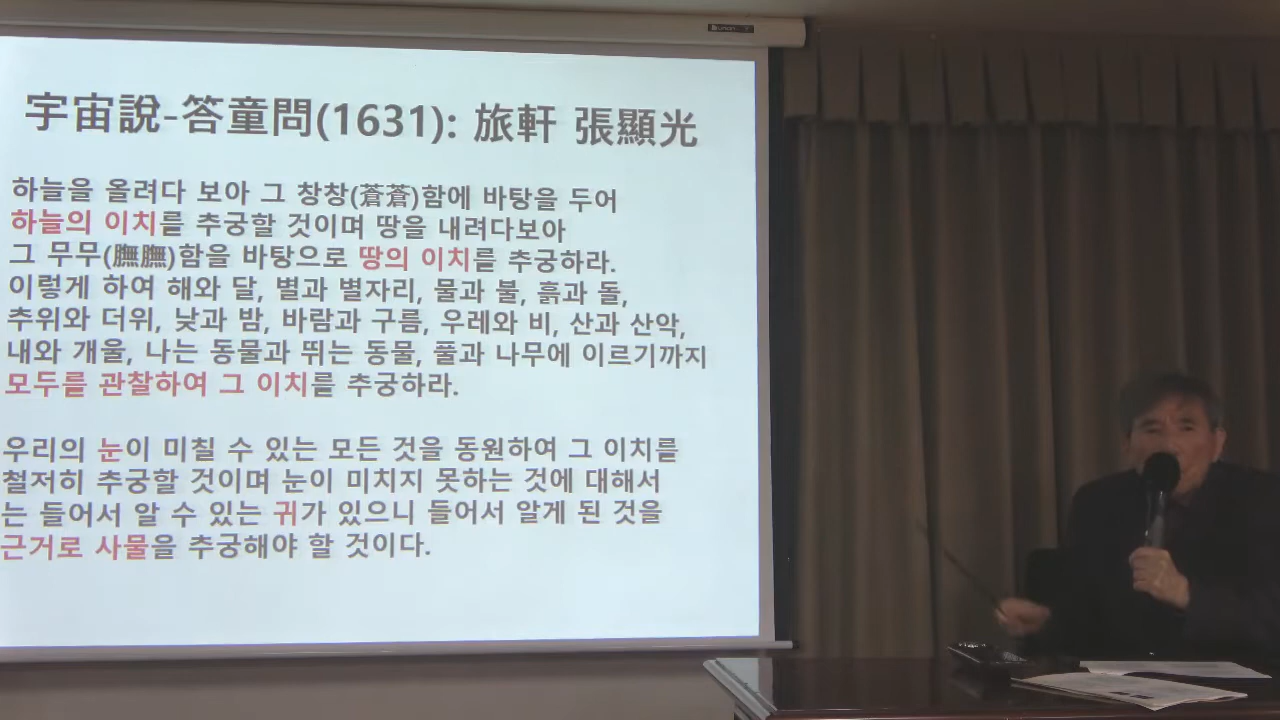 宇宙說-答童問(1631): 旅軒 張顯光
하늘을 올려다 보아 그 창창(蒼蒼)함에 바탕을 두어
하늘의 이치를 추궁할 것이며 땅을 내려다보아
그 무무(膴膴)함을 바탕으로 땅의 이치를 추궁하라.
이렇게 하여 해와 달, 별과 별자리, 물과 불, 흙과 돌,
추위와 더위, 낮과 밤, 바람과 구름, 우레와 비, 산과 산악,
내와 개울, 나는 동물과 뛰는 동물, 풀과 나무에 이르기까지
모두를 관찰하여 그 이치를 추궁하라.
우리의 눈이 미칠 수 있는 모든 것을 동원하여 그 이치를
철저히 추궁할 것이며 눈이 미치지 못하는 것에 대해서
는 들어서 알 수 있는 귀가 있으니 들어서 알게 된 것을
근거로 사물을 추궁해야 할 것이다.